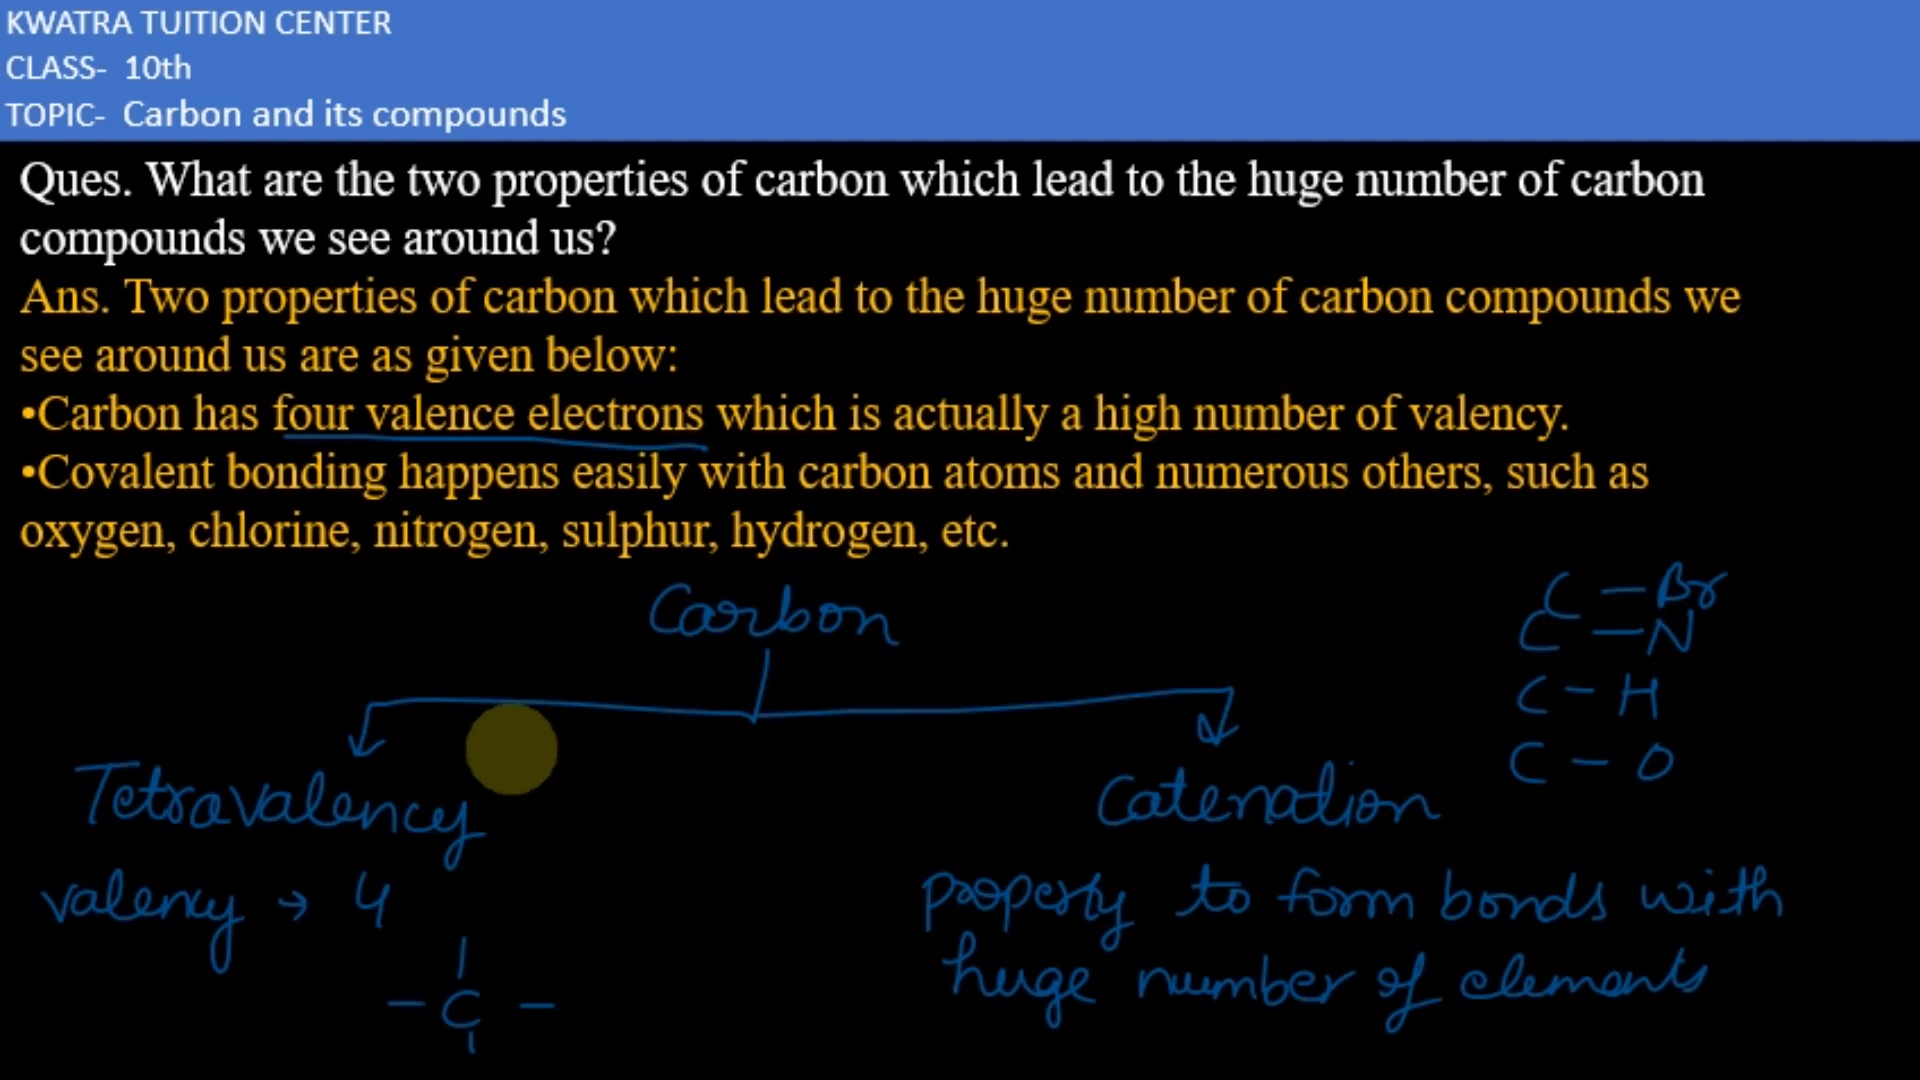 KWATRA TUITION CENTER
CLASS- 10th
TOPIC- Carbon and its compounds
Ques. What are the two properties of carbon which lead to the huge number of carbon
compounds we see around us?
Ans. Two properties of carbon which lead to the huge number of carbon compounds we
see around us are as given below:
•Carbon has four valence electrons which is actually a high number of valency.
•Covalent bonding happens easily with carbon atoms and numerous others, such as
oxygen, chlorine, nitrogen, sulphur, hydrogen, etc.
Carbon
C - Br
C - N
C - H
C - O
Tetravalency
Catenation
valency → 4
property to form bonds with
huge number of elements
- C -